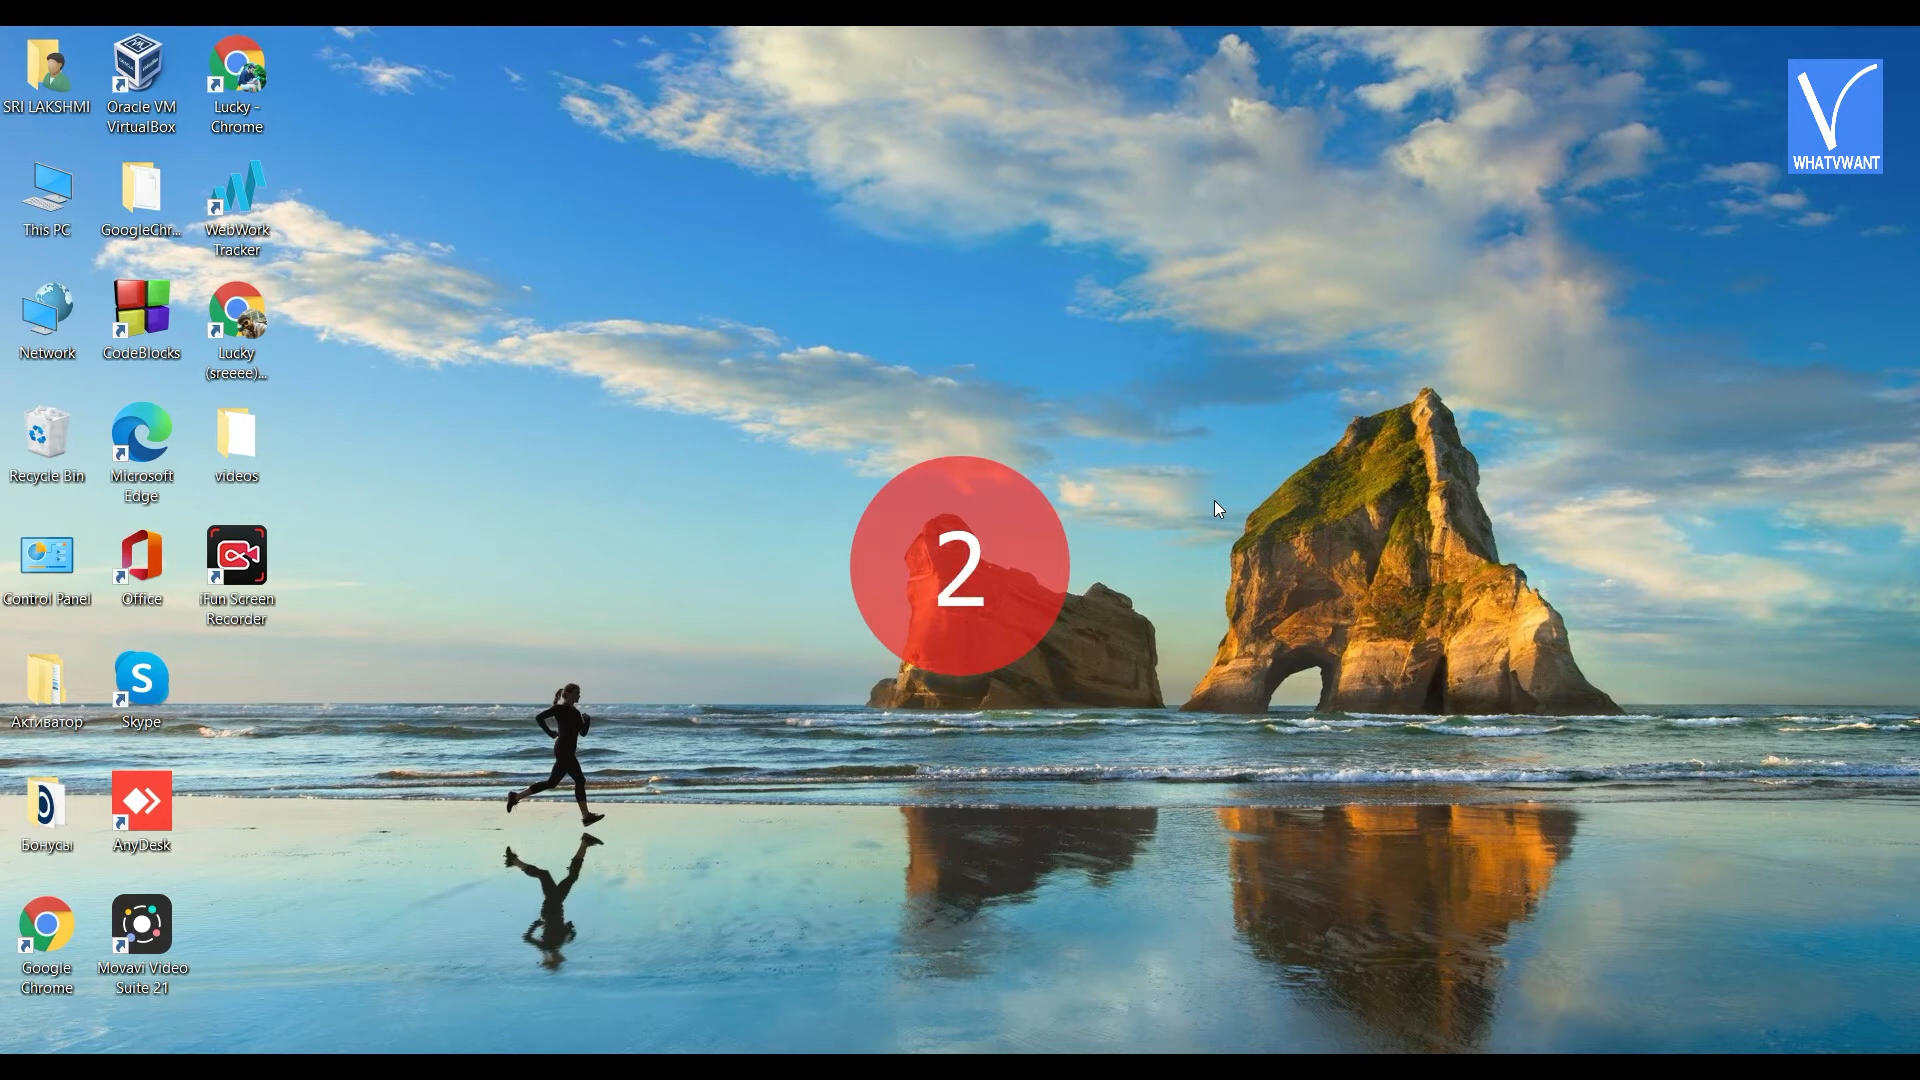 SRI LAKSHMI
Oracle VM
VirtualBox
Lucky -
Chrome
This PC
GoogleChr...
WebWork
Tracker
Network
CodeBlocks
Lucky
(sreeee)...
Recycle Bin
Microsoft
Edge
videos
Control Panel
Office
iFun Screen
Recorder
Активатор
Skype
Бонусы
AnyDesk
Google
Chrome
Movavi Video
Suite 21
2
WHATVWANT